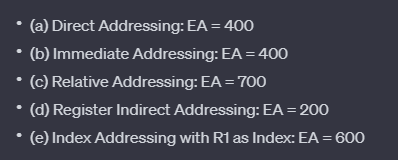 • (a) Direct Addressing: EA = 400
• (b) Immediate Addressing: EA = 400
• (c) Relative Addressing: EA = 700
• (d) Register Indirect Addressing: EA = 200
• (e) Index Addressing with R1 as Index: EA = 600